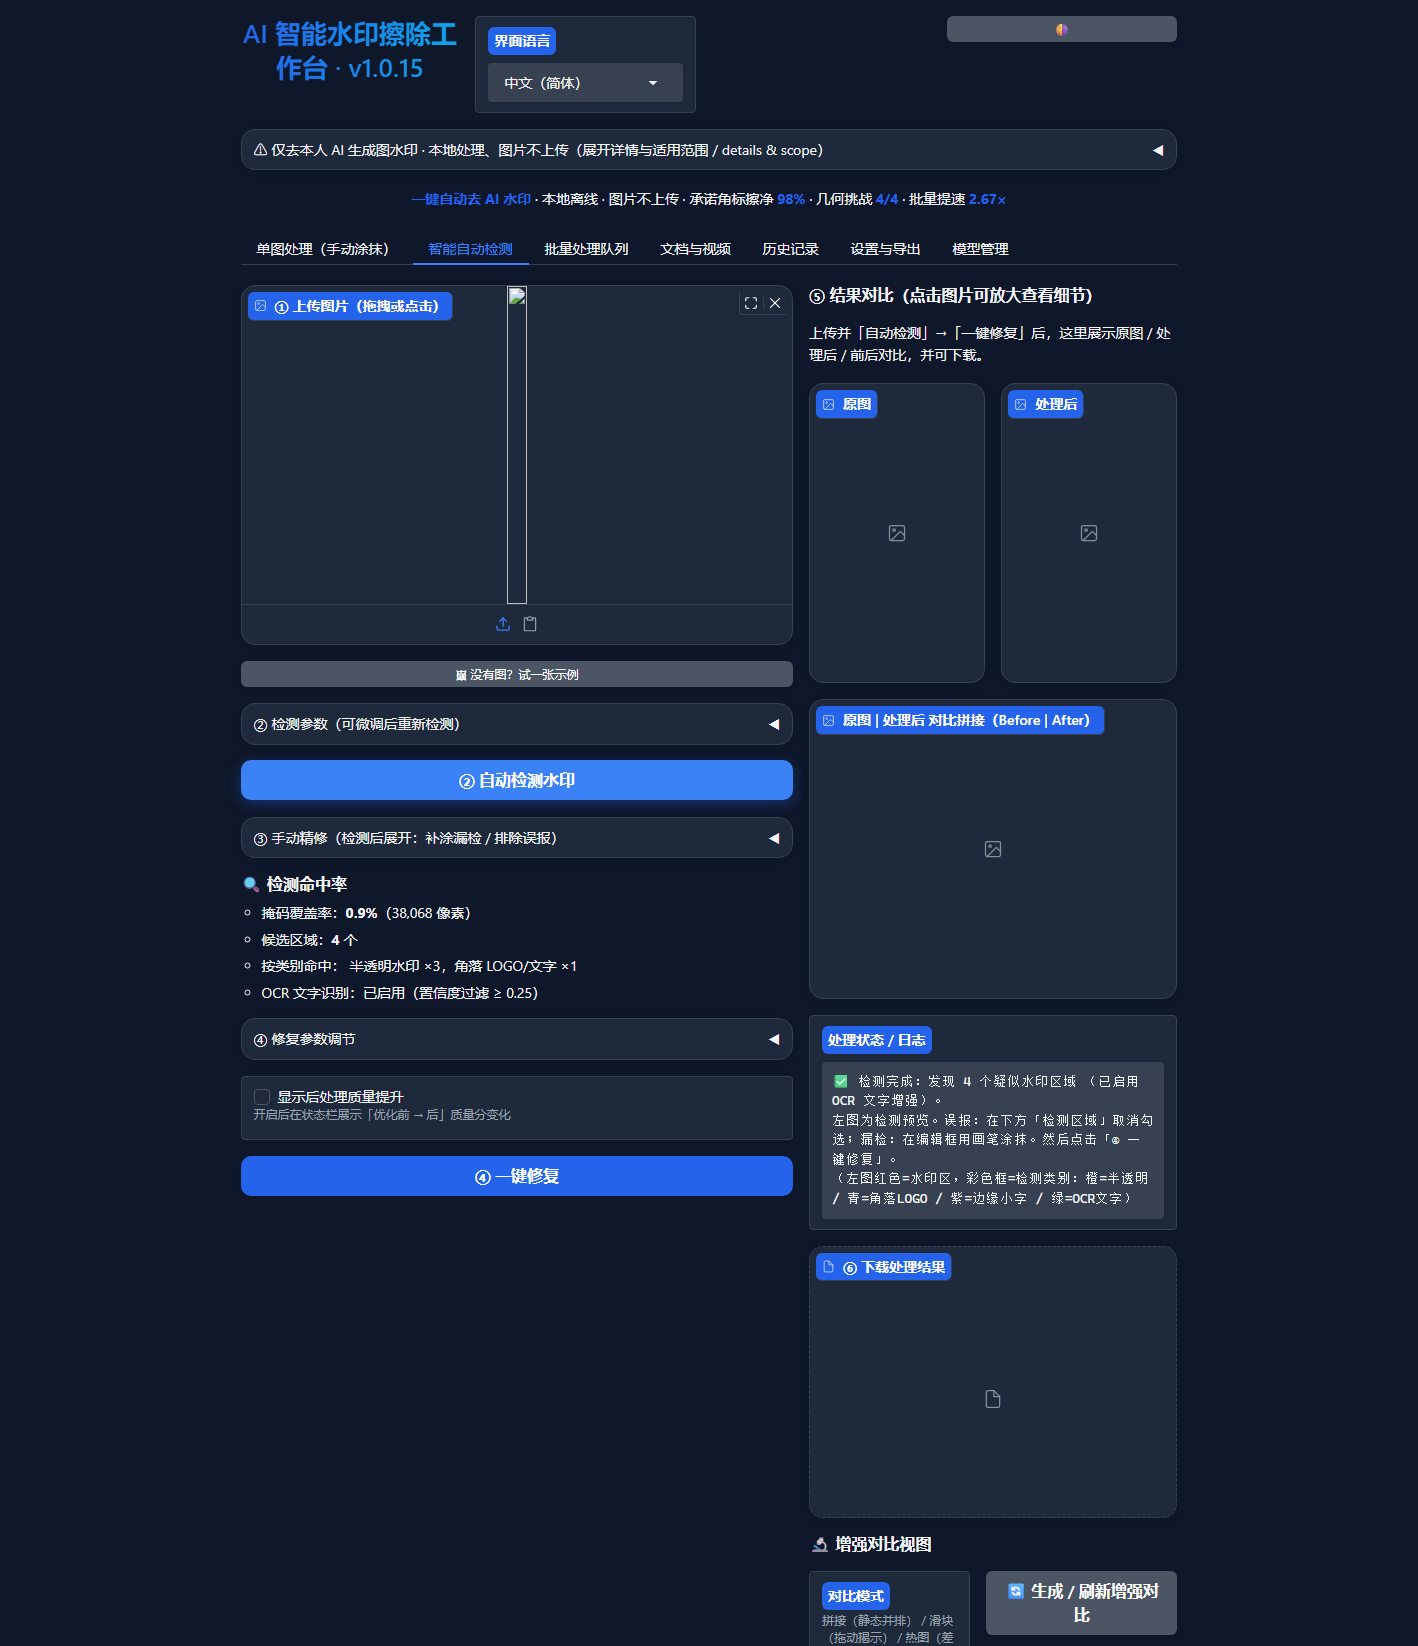 AI 智能水印擦除工
作台 · v1.0.15
界面语言
中文（简体）
⚠ 仅去本人 AI 生成图水印 · 本地处理、图片不上传（展开详情与适用范围 / details & scope）
一键自动去 AI 水印 · 本地离线 · 图片不上传 · 承诺角标擦净 98% · 几何挑战 4/4 · 批量提速 2.67×
单图处理（手动涂抹）
智能自动检测
批量处理队列
文档与视频
历史记录
设置与导出
模型管理
① 上传图片（拖拽或点击）
没有图？试一张示例
② 检测参数（可微调后重新检测）
② 自动检测水印
③ 手动精修（检测后展开：补涂漏检 / 排除误报）
🔍 检测命中率
掩码覆盖率：0.9%（38,068 像素）
候选区域：4 个
按类别命中： 半透明水印 ×3，角落 LOGO/文字 ×1
OCR 文字识别：已启用（置信度过滤 ≥ 0.25）
④ 修复参数调节
显示后处理质量提升
开启后在状态栏展示「优化前 → 后」质量分变化
④ 一键修复
⑤ 结果对比（点击图片可放大查看细节）
上传并「自动检测」→「一键修复」后，这里展示原图 / 处
理后 / 前后对比，并可下载。
原图
处理后
原图 | 处理后 对比拼接（Before | After）
处理状态 / 日志
✅ 检测完成：发现 4 个疑似水印区域 （已启用
OCR 文字增强）。
左图为检测预览。误报：在下方「检测区域」取消勾
选；漏检：在编辑框用画笔涂抹。然后点击「④ 一
键修复」。
（左图红色=水印区，彩色框=检测类别：橙=半透明
/ 青=角落LOGO / 紫=边缘小字 / 绿=OCR文字）
⑥ 下载处理结果
🔬 增强对比视图
对比模式
拼接（静态并排） / 滑块
（拖动揭示） / 热图（差
🔄 生成 / 刷新增强对
比